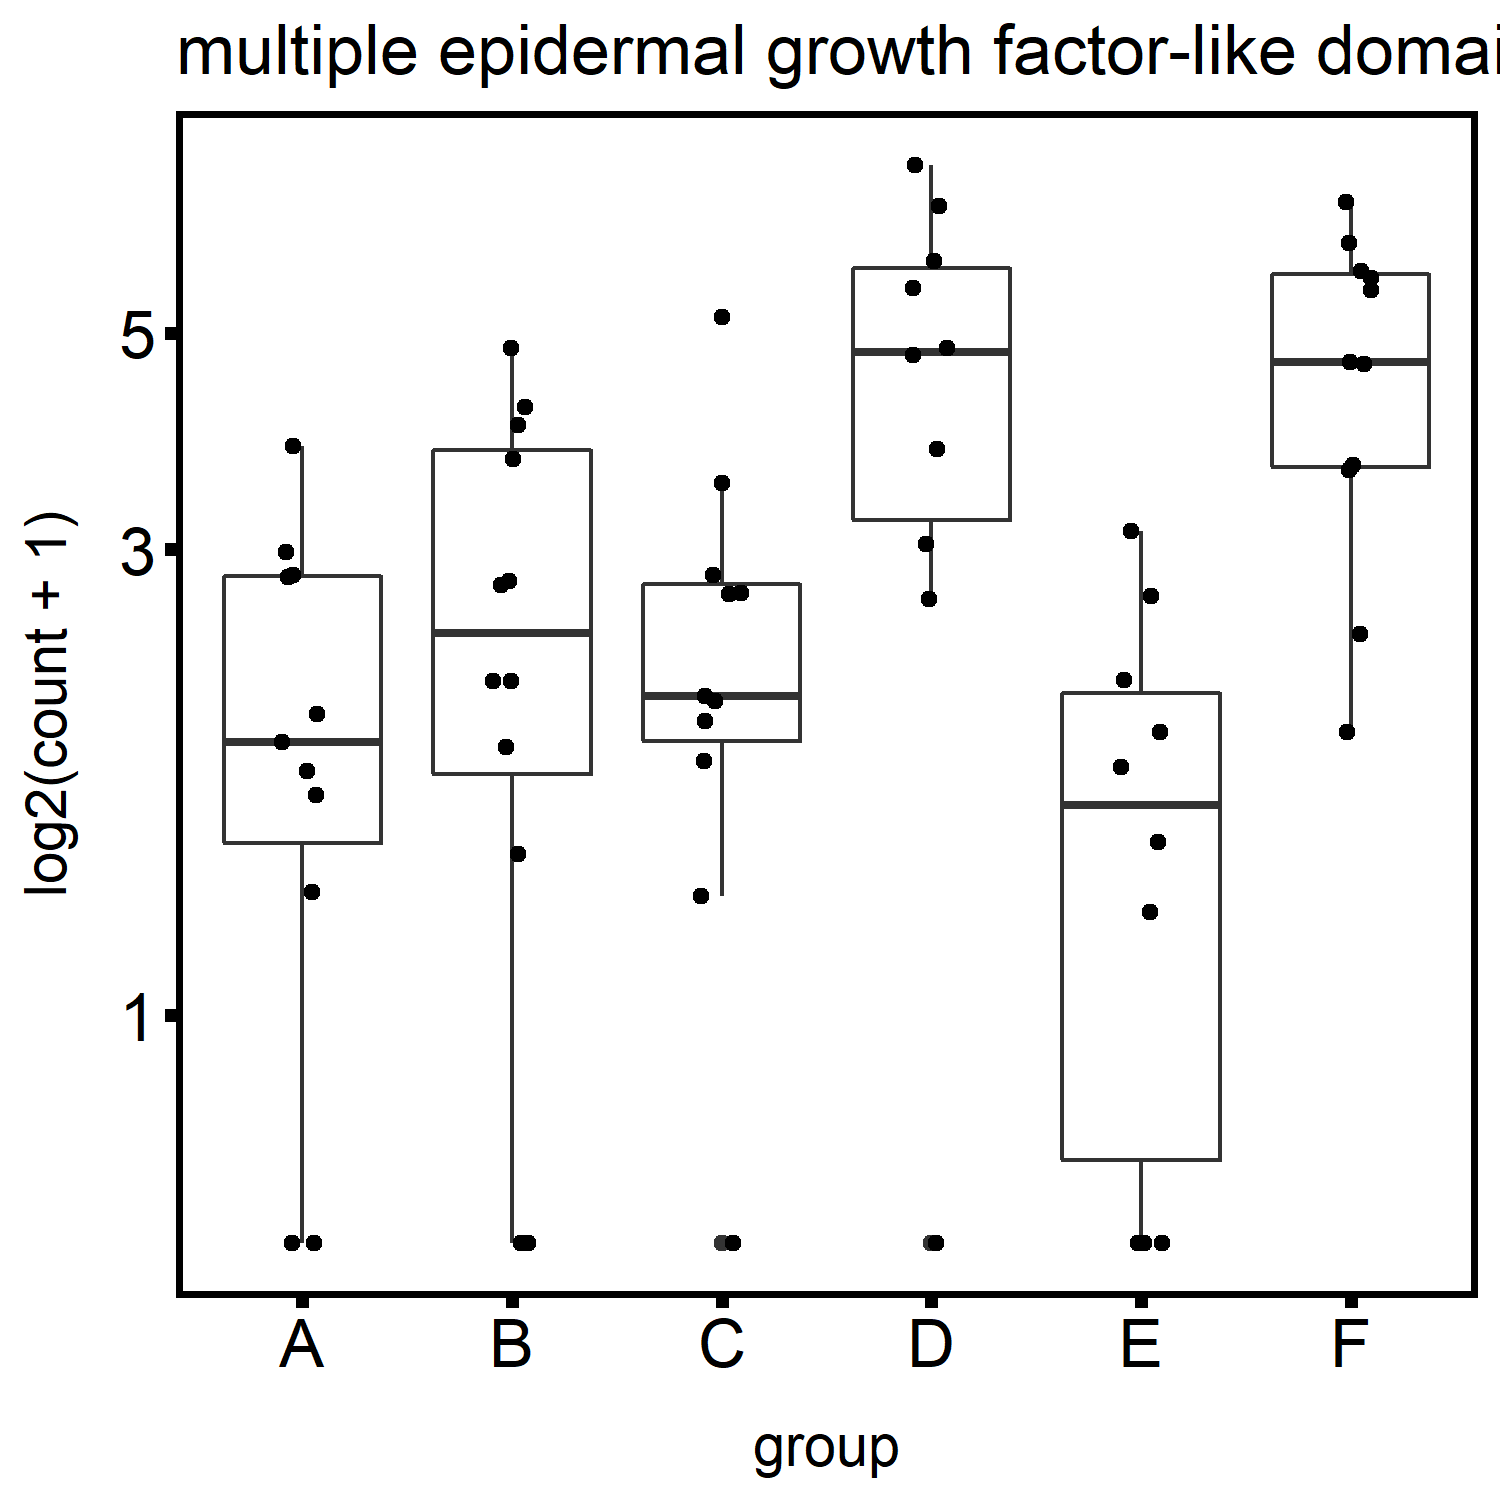 multiple epidermal growth factor-like domai
log2(count + 1)
5
3
1
A B C D E F
group